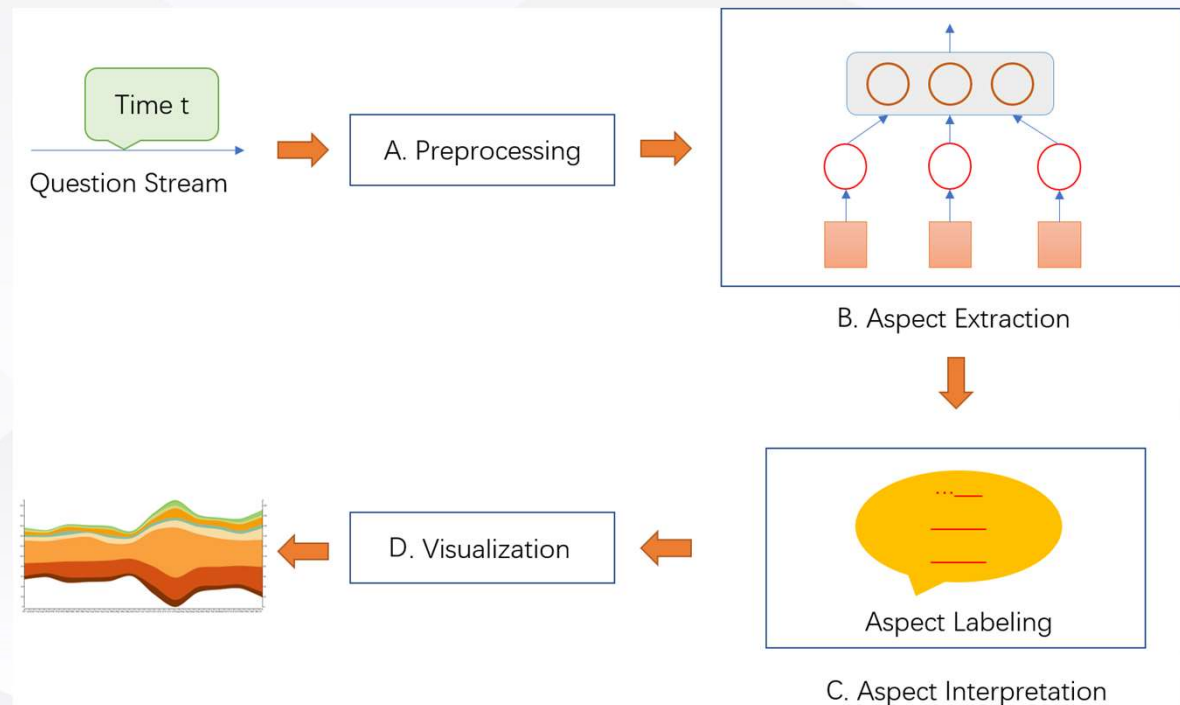 Time t
Question Stream
A. Preprocessing
B. Aspect Extraction
...
Aspect Labeling
C. Aspect Interpretation
D. Visualization